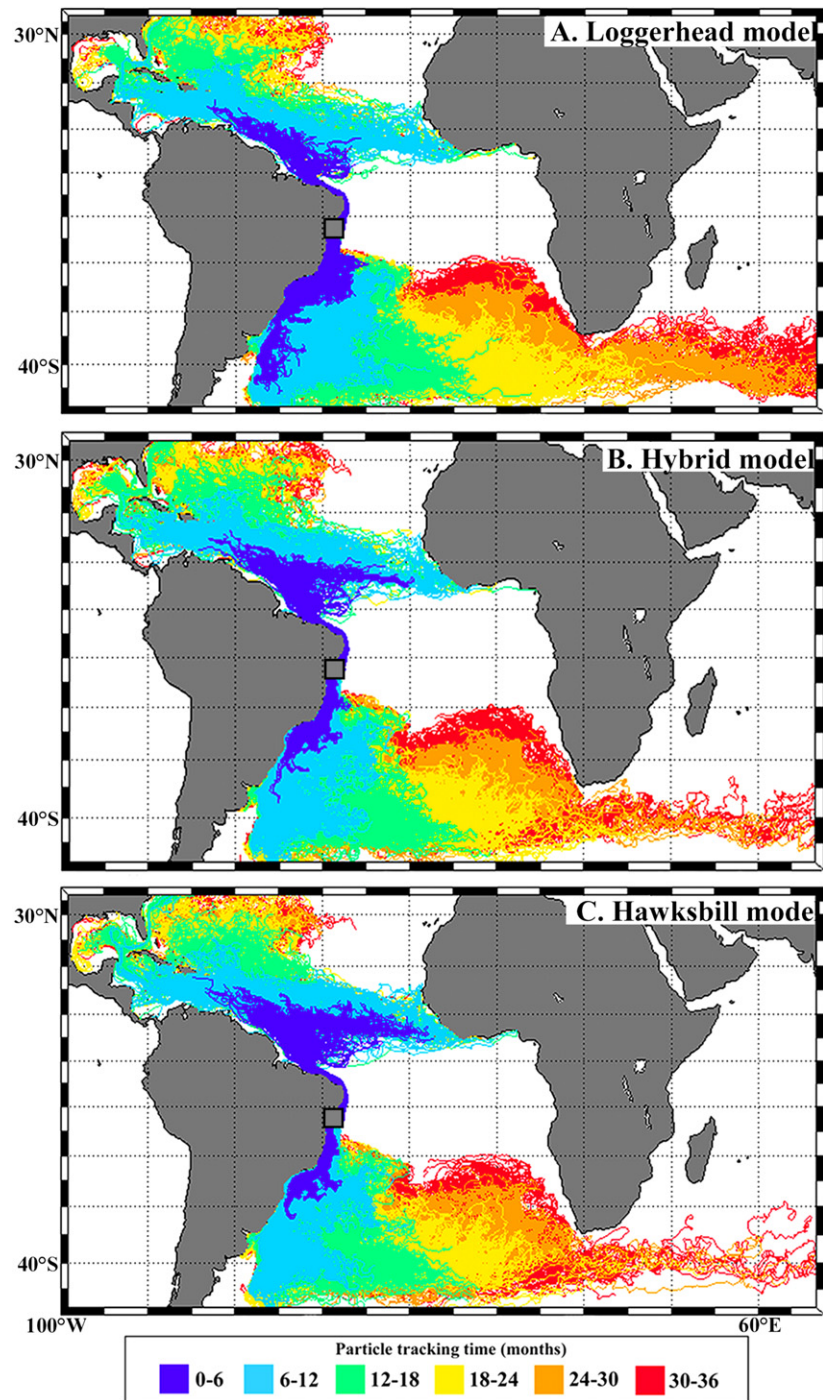 A. Loggerhead model
30°N
40°S
B. Hybrid model
30°N
40°S
C. Hawksbill model
30°N
40°S
100°W 60°E
Particle tracking time (months)
0-6 6-12 12-18 18-24 24-30 30-36